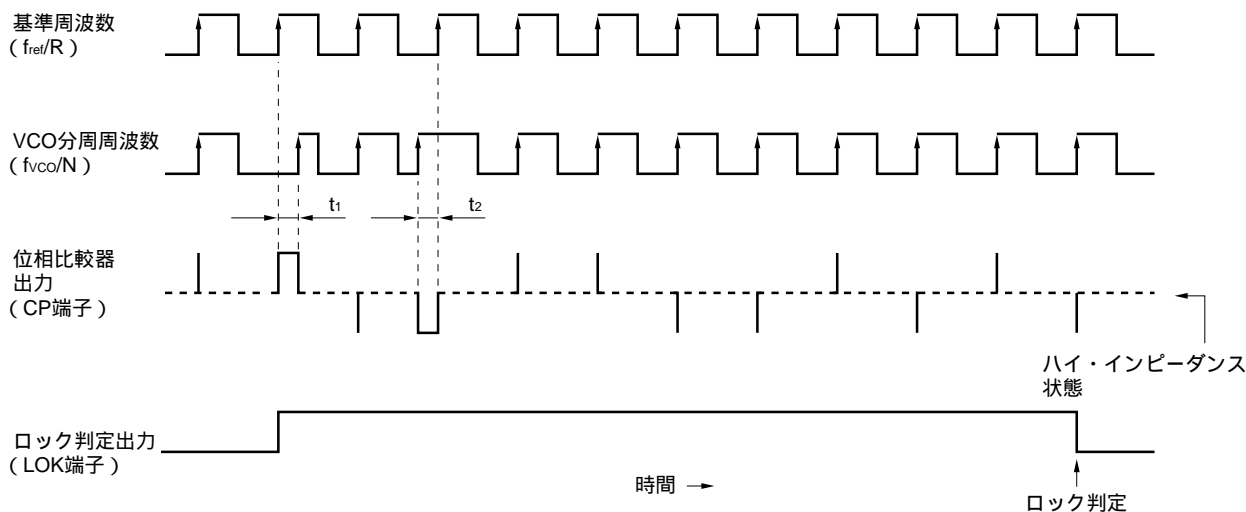 基準周波数
( fref/R )
VCO分周周波数
( fVCO/N )
t1
t2
位相比較器
出力
( CP端子 )
ハイ・インピーダンス
状態
ロック判定出力
( LOK端子 )
時間
ロック判定